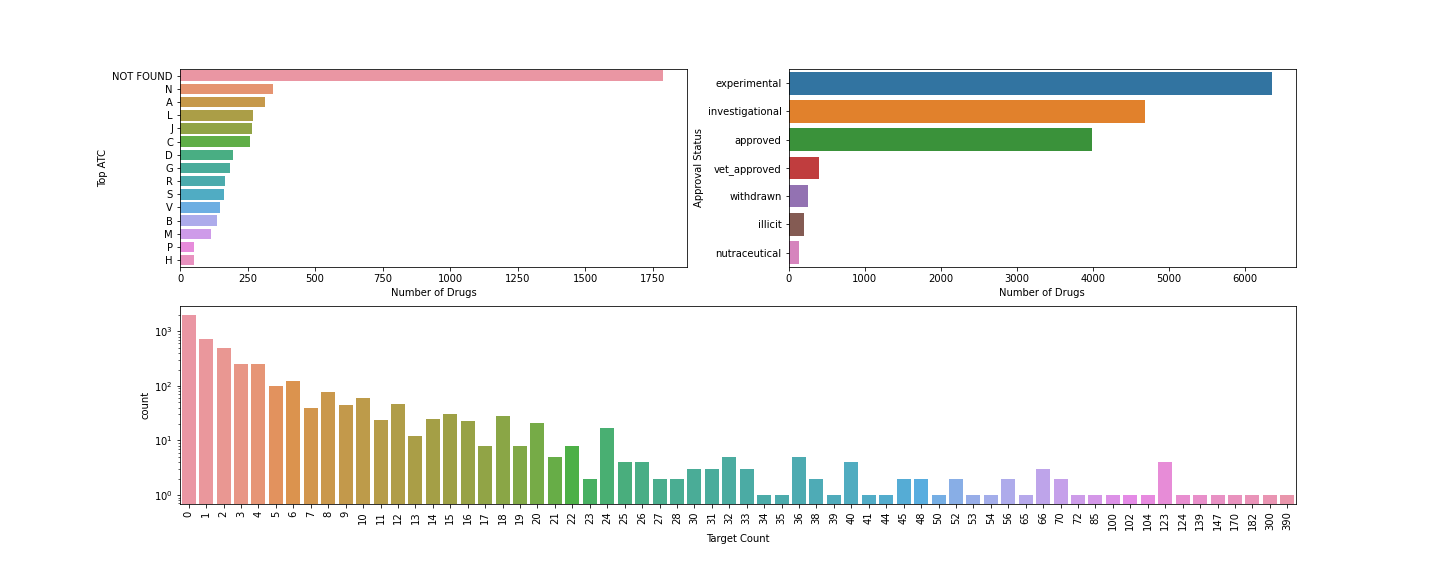 Top ATC
NOT FOUND
N
A
L
J
C
D
G
R
S
V
B
M
P
H
0 250 500 750 1000 1250 1500 1750
Number of Drugs
Approval Status
experimental
investigational
approved
vet_approved
withdrawn
illicit
nutraceutical
0 1000 2000 3000 4000 5000 6000
Number of Drugs
count
10³
10²
10¹
10⁰
0 1 2 3 4 5 6 7 8 9 10 11 12 13 14 15 16 17 18 19 20 21 22 23 24 25 26 27 28 30 31 32 33 34 35 36 38 39 40 41 44 45 48 50 52 53 54 56 65 66 70 72 85 100 102 104 123 124 139 147 170 182 300 390
Target Count